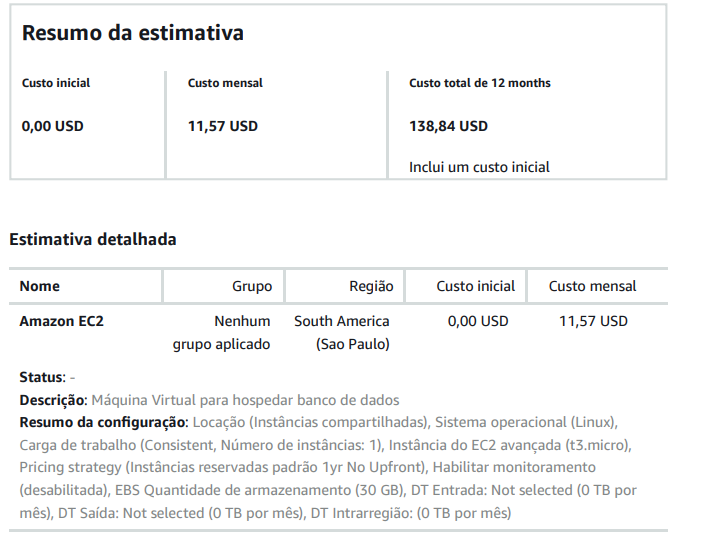 Resumo da estimativa
Custo inicial
Custo mensal
Custo total de 12 months
0,00 USD
11,57 USD
138,84 USD
Inclui um custo inicial
Estimativa detalhada
Nome
Grupo
Região
Custo inicial
Custo mensal
Amazon EC2
Nenhum
grupo aplicado
South America
(Sao Paulo)
0,00 USD
11,57 USD
Status: -
Descrição: Máquina Virtual para hospedar banco de dados
Resumo da configuração: Locação (Instâncias compartilhadas), Sistema operacional (Linux),
Carga de trabalho (Consistent, Número de instâncias: 1), Instância do EC2 avançada (t3.micro),
Pricing strategy (Instâncias reservadas padrão 1yr No Upfront), Habilitar monitoramento
(desabilitada), EBS Quantidade de armazenamento (30 GB), DT Entrada: Not selected (0 TB por
mês), DT Saída: Not selected (0 TB por mês), DT Intrarregião: (0 TB por mês)